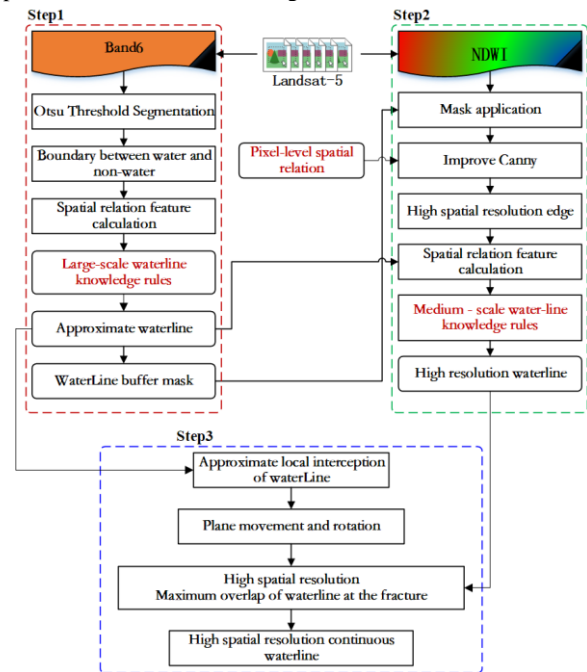 Step1
Band6
Otsu Threshold Segmentation
Boundary between water and
non-water
Spatial relation feature
calculation
Large-scale waterline
knowledge rules
Approximate waterline
WaterLine buffer mask
Landsat-5
Pixel-level spatial
relation
Step2
NDWI
Mask application
Improve Canny
High spatial resolution edge
Spatial relation feature
calculation
Medium - scale water-line
knowledge rules
High resolution waterline
Step3
Approximate local interception
of waterLine
Plane movement and rotation
High spatial resolution
Maximum overlap of waterline at the fracture
High spatial resolution continuous
waterline